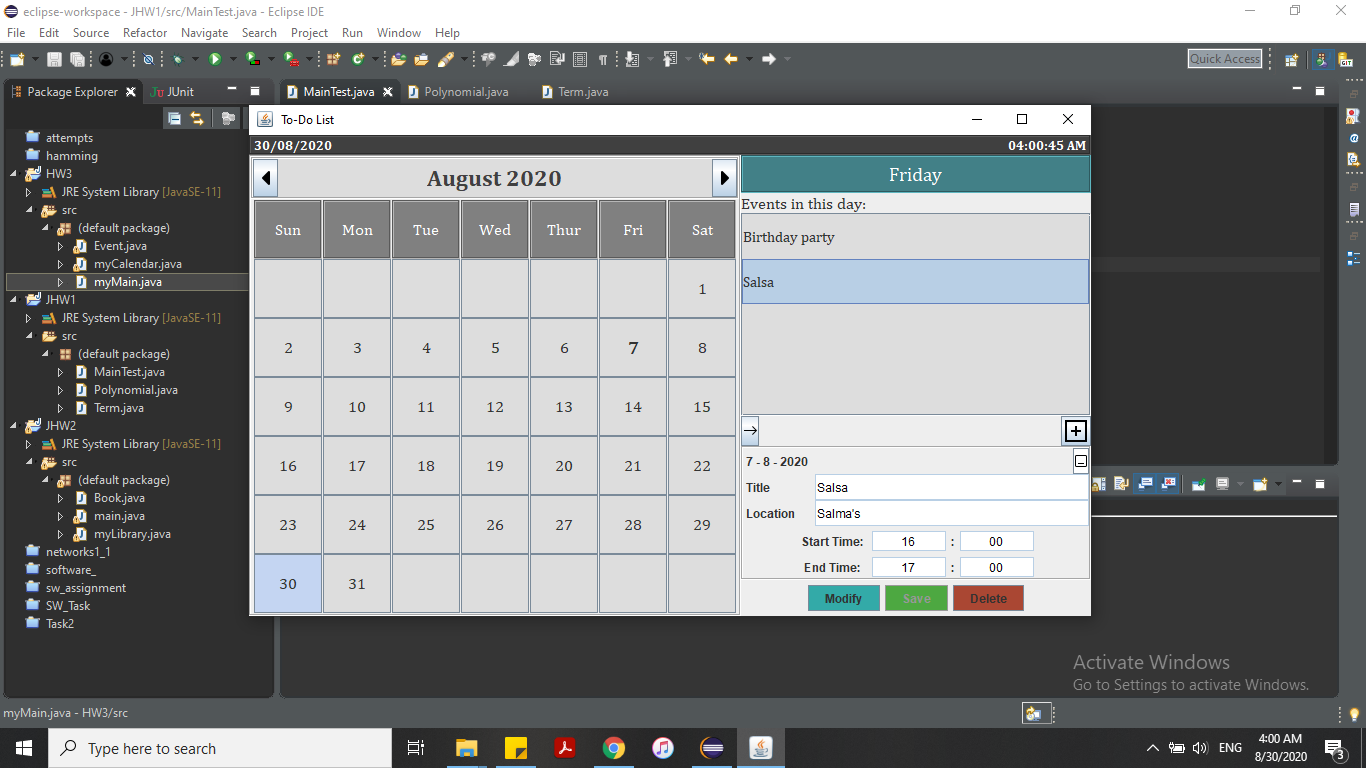 eclipse-workspace - JHW1/src/MainTest.java - Eclipse IDE
File Edit Source Refactor Navigate Search Project Run Window Help
Quick Access
Package Explorer JUnit
MainTest.java Polynomial.java Term.java
attempts
hamming
HW3
JRE System Library [JavaSE-11]
src
(default package)
Event.java
myCalendar.java
myMain.java
JHW1
JRE System Library [JavaSE-11]
src
(default package)
MainTest.java
Polynomial.java
Term.java
JHW2
JRE System Library [JavaSE-11]
src
(default package)
Book.java
main.java
myLibrary.java
networks1_1
software_
sw_assignment
SW_Task
Task2
To-Do List
30/08/2020 04:00:45 AM
August 2020
Sun Mon Tue Wed Thur Fri Sat
1
2 3 4 5 6 7 8
9 10 11 12 13 14 15
16 17 18 19 20 21 22
23 24 25 26 27 28 29
30 31
Friday
Events in this day:
Birthday party
Salsa
7 - 8 - 2020
Title Salsa
Location Salma's
Start Time: 16 : 00
End Time: 17 : 00
Modify Save Delete
Activate Windows
Go to Settings to activate Windows.
myMain.java - HW3/src
Type here to search
ENG
4:00 AM
8/30/2020
3